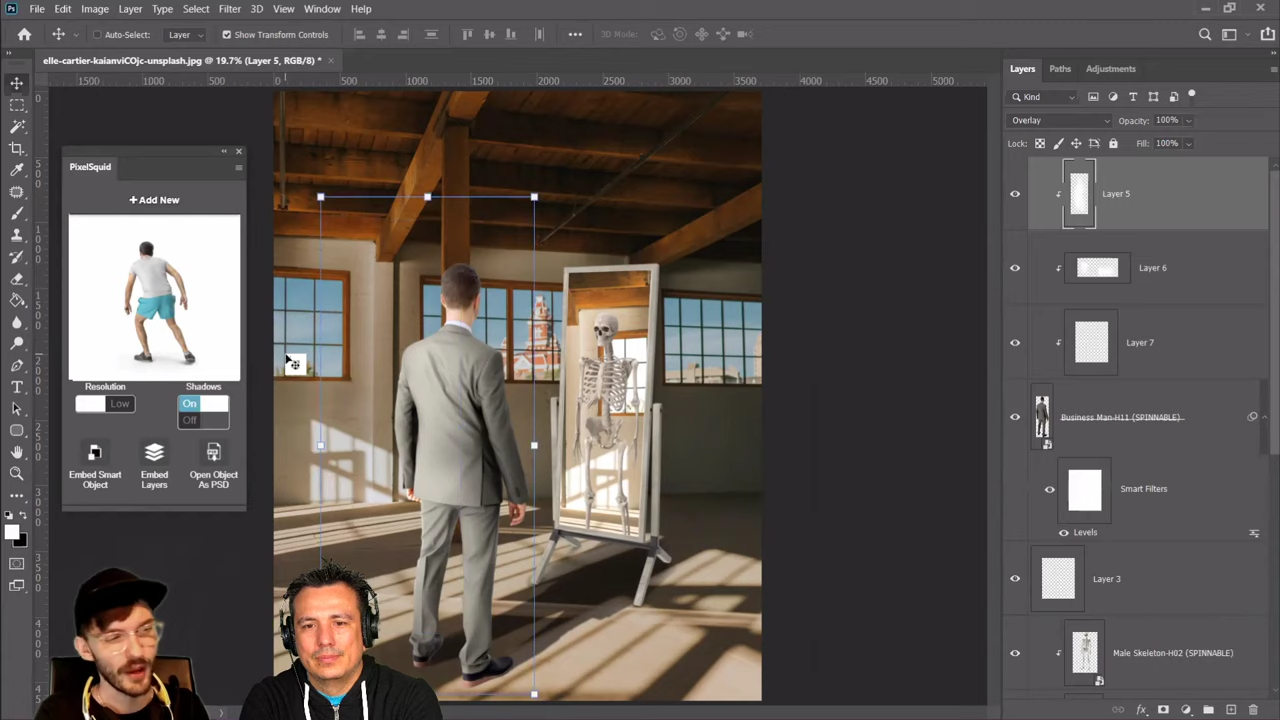 Ps File Edit Image Layer Type Select Filter 3D View Window Help
Auto-Select: Layer Show Transform Controls 3D Mode:
elle-cartier-kaianviCOjc-unsplash.jpg @ 19.7% (Layer 5, RGB/8) * ×
1500 1000 500 0 500 1000 1500 2000 2500 3000 3500 4000 4500 5000
Layers Paths Adjustments
Kind
Overlay Opacity: 100%
Lock: Fill: 100%
PixelSquid
+ Add New
Resolution Shadows
Low On
Off
Embed Smart Object
Embed Layers
Open Object As PSD
Layer 5
Layer 6
Layer 7
Business Man-H11 (SPINNABLE)
Smart Filters
Levels
Layer 3
Male Skeleton-H02 (SPINNABLE)